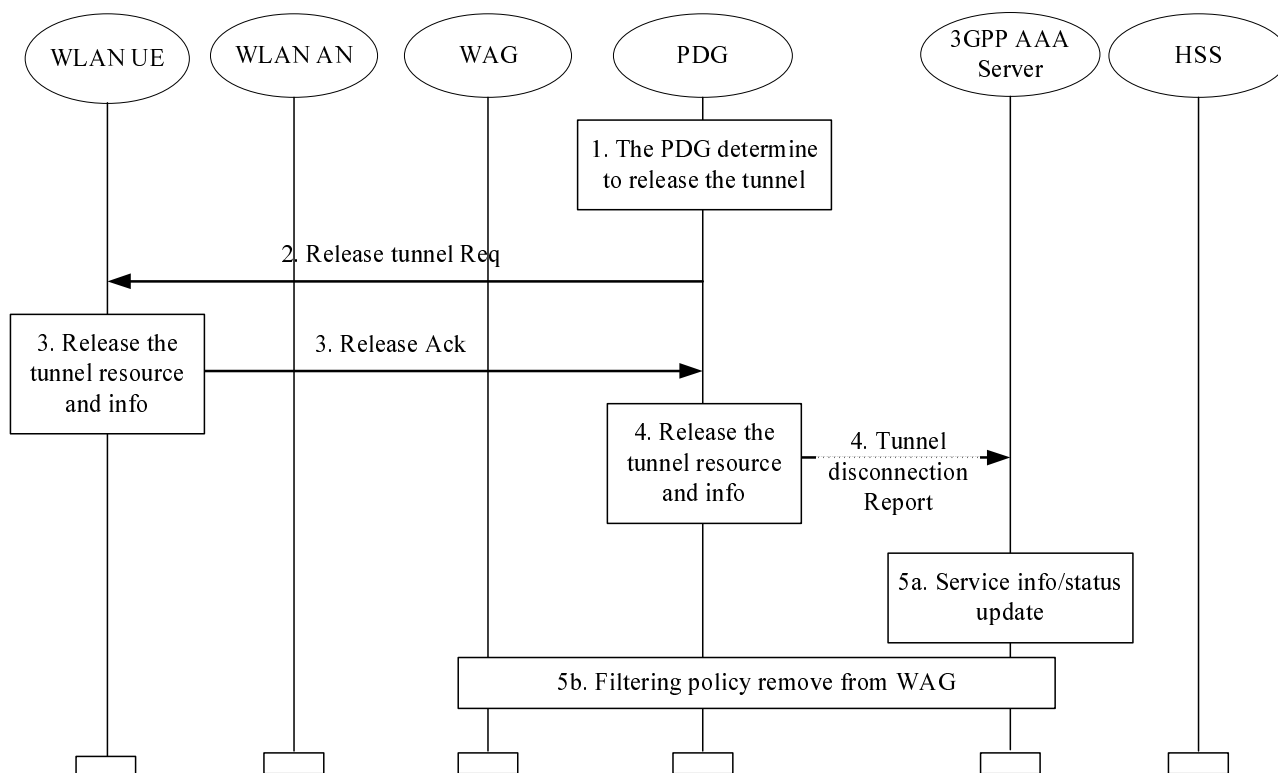 WLAN UE
WLAN AN
WAG
PDG
3GPP AAA
Server
HSS
1. The PDG determine
to release the tunnel
2. Release tunnel Req
3. Release the
tunnel resource
and info
3. Release Ack
4. Release the
tunnel resource
and info
4. Tunnel
disconnection
Report
5a. Service info/status
update
5b. Filtering policy remove from WAG